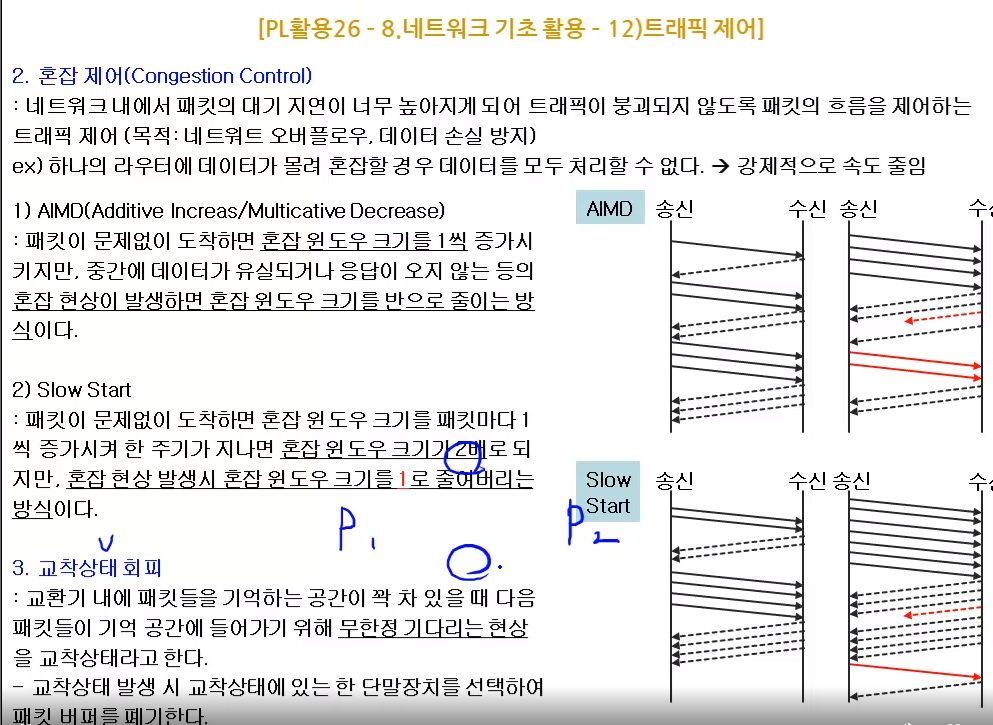 [PL활용26 - 8.네트워크 기초 활용 - 12)트래픽 제어]
2. 혼잡 제어(Congestion Control)
: 네트워크 내에서 패킷의 대기 지연이 너무 높아지게 되어 트래픽이 붕괴되지 않도록 패킷의 흐름을 제어하는
트래픽 제어 (목적: 네트워트 오버플로우, 데이터 손실 방지)
ex) 하나의 라우터에 데이터가 몰려 혼잡할 경우 데이터를 모두 처리할 수 없다. → 강제적으로 속도 줄임
1) AIMD(Additive Increas/Multicative Decrease)
: 패킷이 문제없이 도착하면 혼잡 윈도우 크기를 1씩 증가시
키지만, 중간에 데이터가 유실되거나 응답이 오지 않는 등의
혼잡 현상이 발생하면 혼잡 윈도우 크기를 반으로 줄이는 방
식이다.
AIMD 송신 수신 송신
2) Slow Start
: 패킷이 문제없이 도착하면 혼잡 윈도우 크기를 패킷마다 1
씩 증가시켜 한 주기가 지나면 혼잡 윈도우 크기가 2배로 되
지만, 혼잡 현상 발생시 혼잡 윈도우 크기를 1로 줄여버리는
방식이다.
Slow Start 송신 수신 송신
P1 P2
3. 교착상태 회피
: 교환기 내에 패킷들을 기억하는 공간이 꽉 차 있을 때 다음
패킷들이 기억 공간에 들어가기 위해 무한정 기다리는 현상
을 교착상태라고 한다.
- 교착상태 발생 시 교착상태에 있는 한 단말장치를 선택하여
패킷 버퍼를 폐기한다.